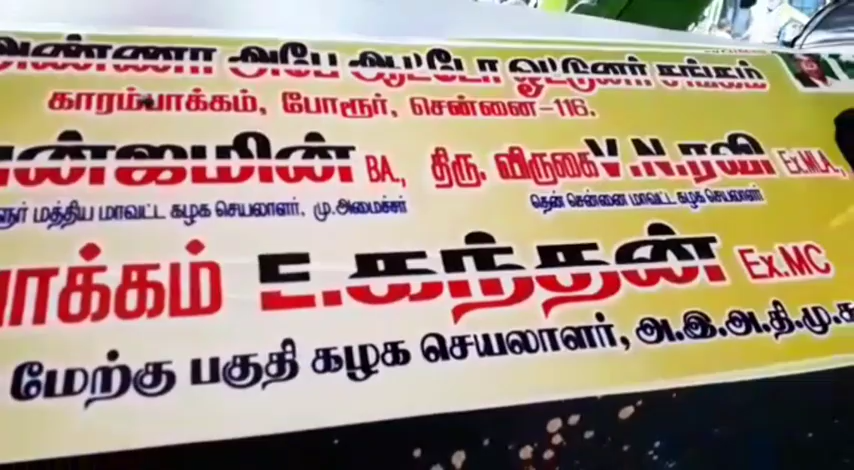 அண்ணா அபே ஆட்டோ ஓட்டுனர் சங்கம்
காரம்பாக்கம், போரூர், சென்னை-116.
பென்ஜமின் BA., திரு. விருகை V.N.ரவி Ex.M.L.A.,
மத்திய மாவட்ட கழக செயலாளர், மு.அமைச்சர் தென் சென்னை மாவட்ட கழக செயலாளர்
பாக்கம் E.கந்தன் Ex.MC
மேற்கு பகுதி கழக செயலாளர், அ.இ.அ.தி.மு.க